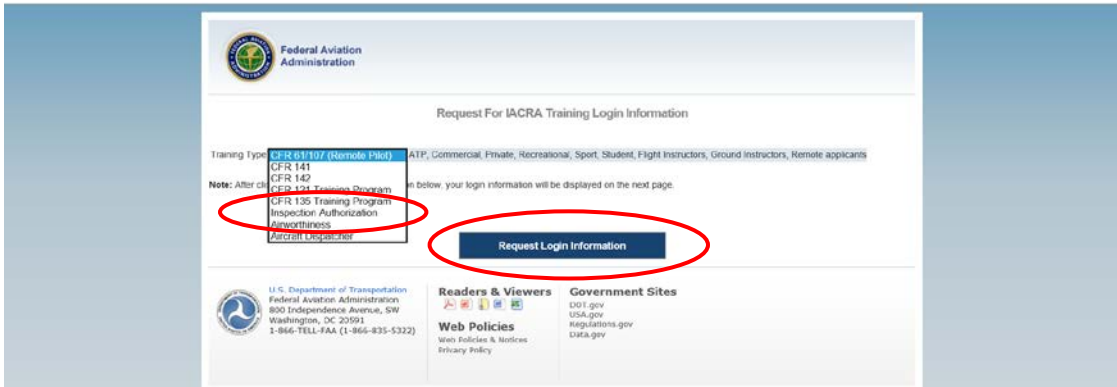 Federal Aviation
Administration
Request For IACRA Training Login Information
Training Type CFR 61/107 (Remote Pilot) ATP, Commercial, Private, Recreational, Sport, Student, Flight Instructors, Ground Instructors, Remote applicants
CFR 141
CFR 142
Note: After cli CFR 121 Training Program n below, your login information will be displayed on the next page.
CFR 135 Training Program
Inspection Authorization
Airworthiness
Aircraft Dispatcher
Request Login Information
U.S. Department of Transportation
Federal Aviation Administration
800 Independence Avenue, SW
Washington, DC 20591
1-866-TELL-FAA (1-866-835-5322)
Readers & Viewers
Web Policies
Web Policies & Notices
Privacy Policy
Government Sites
DOT.gov
USA.gov
Regulations.gov
Data.gov